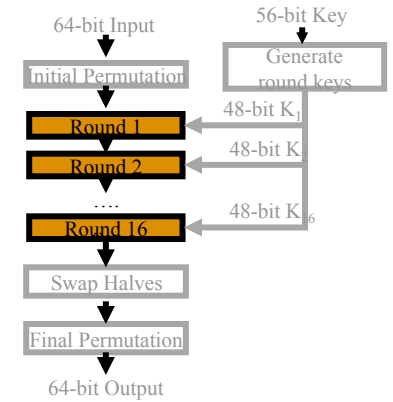 64-bit Input
56-bit Key
Initial Permutation
Generate
round keys
Round 1
48-bit K1
Round 2
48-bit K
....
Round 16
48-bit K16
Swap Halves
Final Permutation
64-bit Output